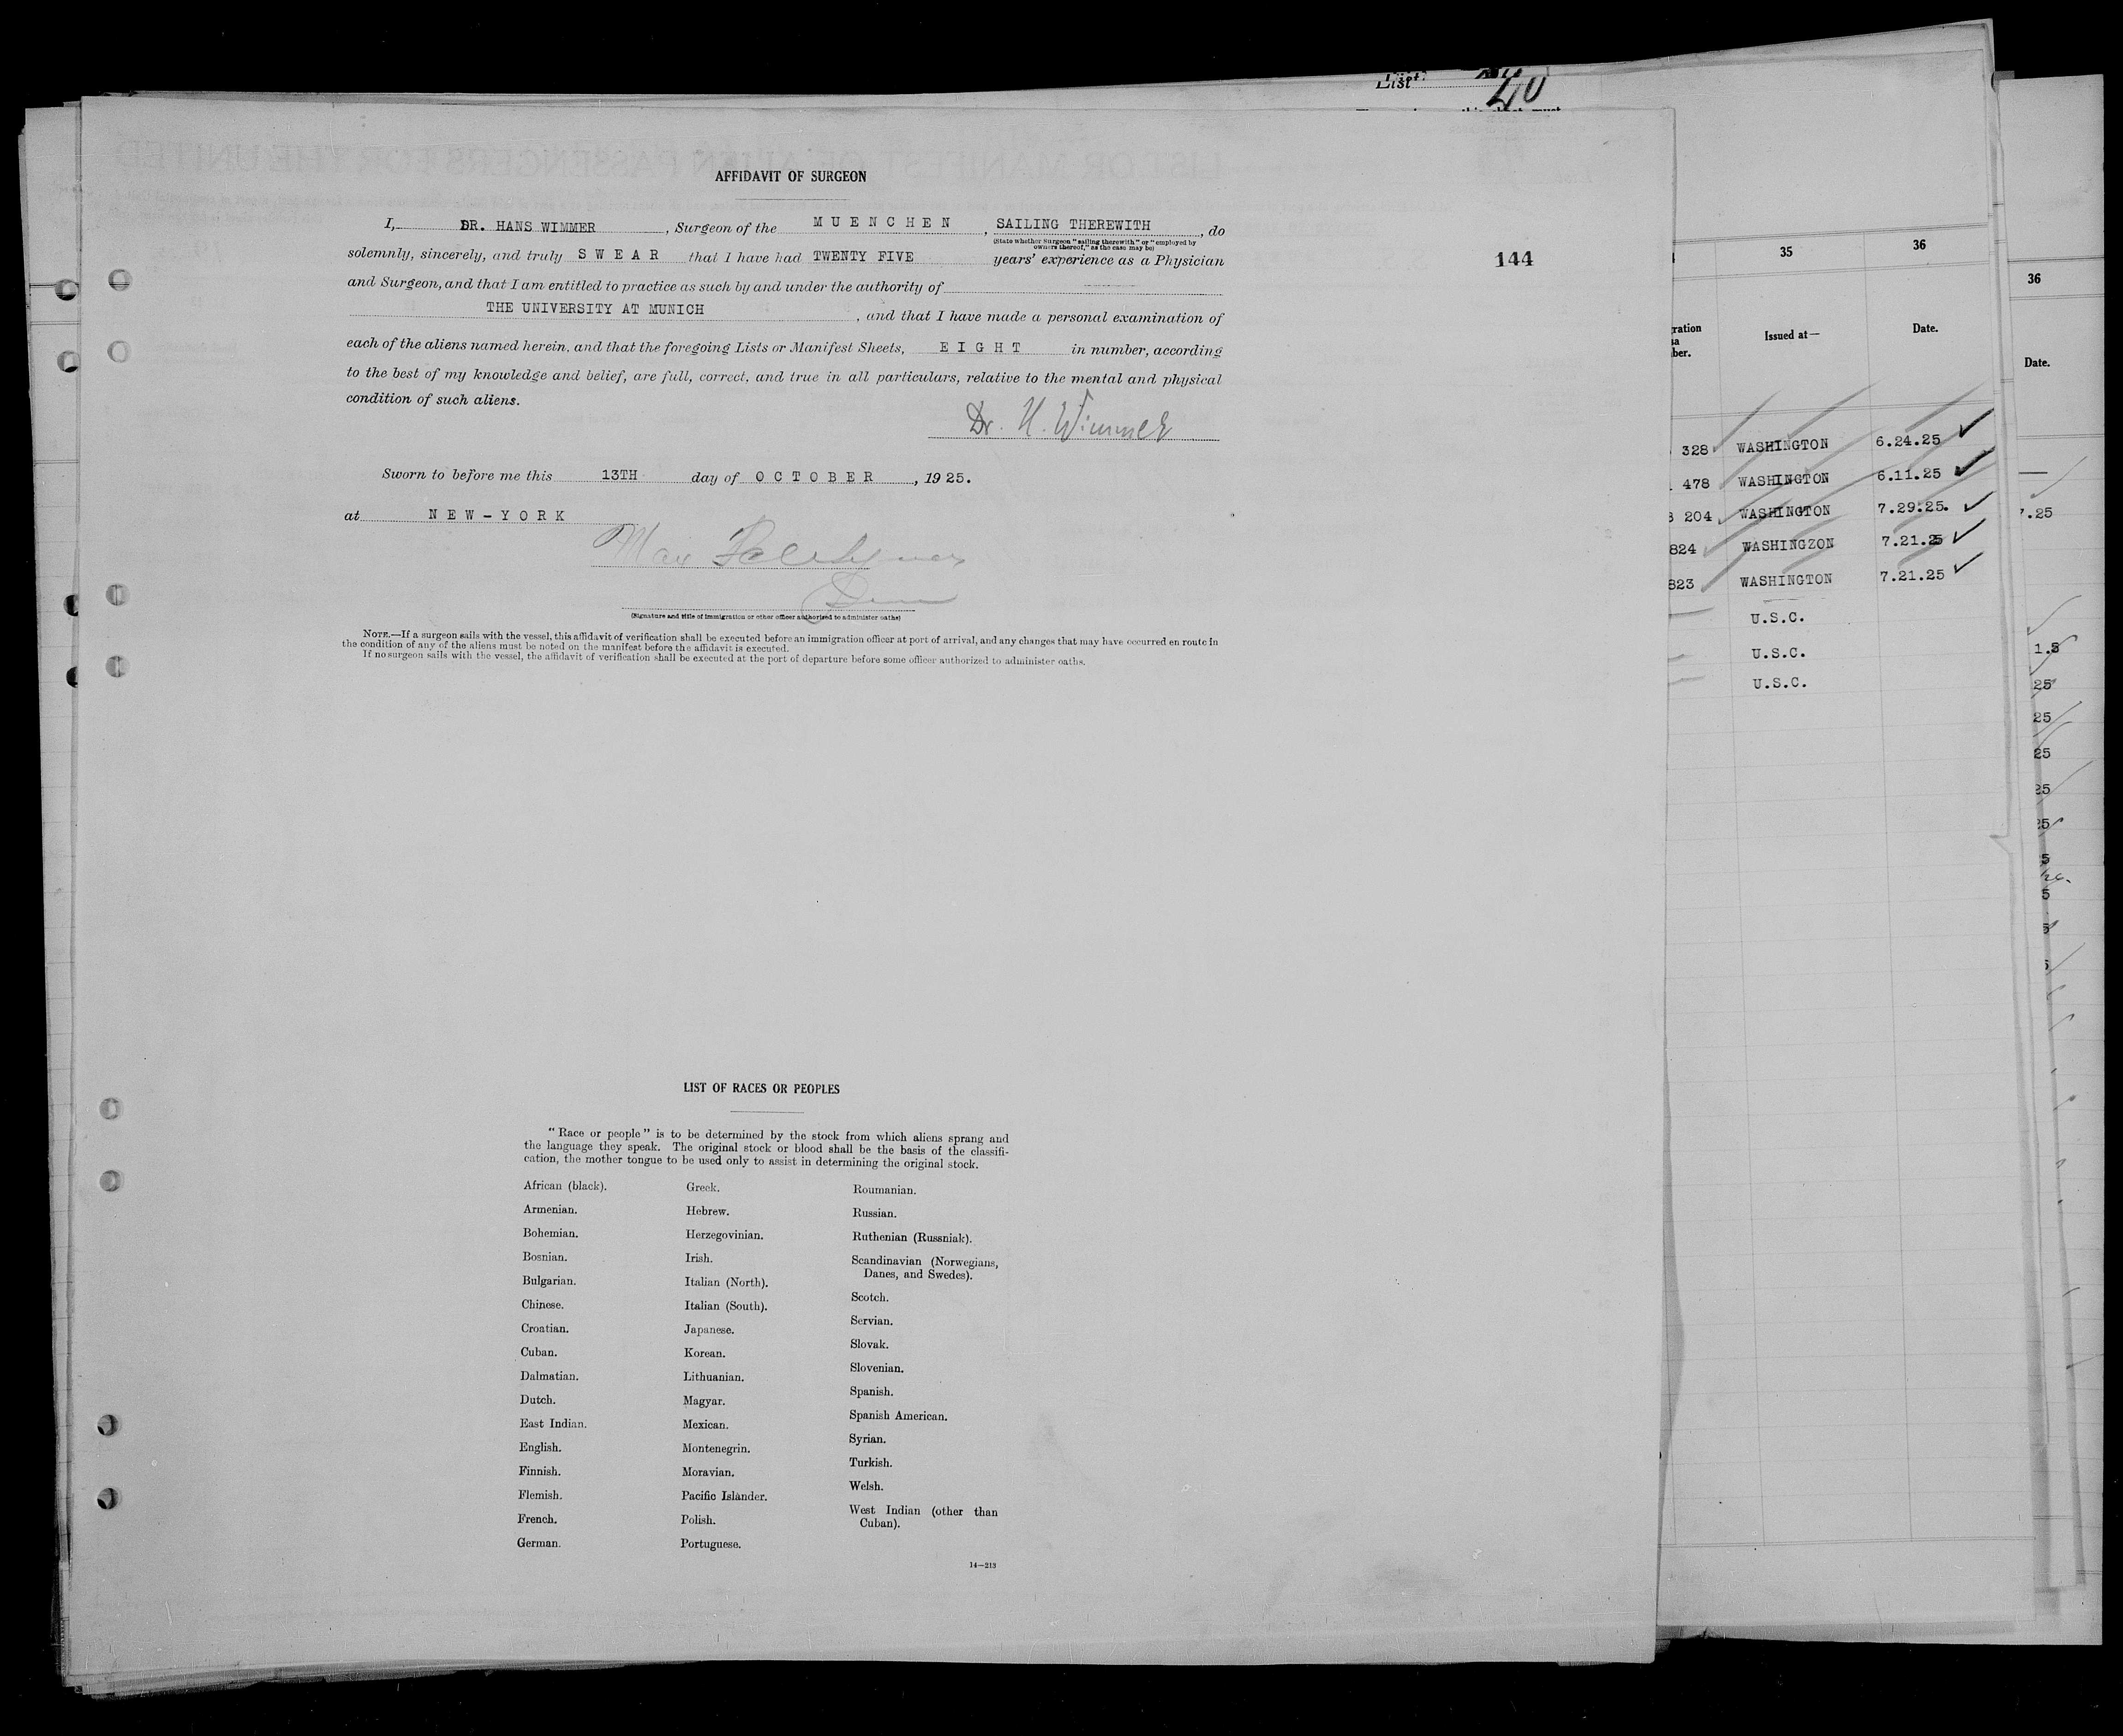 List
40
AFFIDAVIT OF SURGEON
I, DR. HANS WIMMER , Surgeon of the M U E N C H E N , SAILING THEREWITH , do
(State whether Surgeon "sailing therewith" or "employed by
owners thereof," as the case may be)
solemnly, sincerely, and truly S W E A R that I have had TWENTY FIVE years' experience as a Physician
and Surgeon, and that I am entitled to practice as such by and under the authority of
THE UNIVERSITY AT MUNICH , and that I have made a personal examination of
each of the aliens named herein, and that the foregoing Lists or Manifest Sheets, E I G H T in number, according
to the best of my knowledge and belief, are full, correct, and true in all particulars, relative to the mental and physical
condition of such aliens.
Dr. H. Wimmer
Sworn to before me this 13TH day of O C T O B E R , 19 25.
at N E W - Y O R K
Max
(Signature and title of immigration or other officer authorized to administer oaths)
NOTE.—If a surgeon sails with the vessel, this affidavit of verification shall be executed before an immigration officer at port of arrival, and any changes that may have occurred en route in
the condition of any of the aliens must be noted on the manifest before the affidavit is executed.
If no surgeon sails with the vessel, the affidavit of verification shall be executed at the port of departure before some officer authorized to administer oaths.
144
LIST OF RACES OR PEOPLES
"Race or people" is to be determined by the stock from which aliens sprang and
the language they speak. The original stock or blood shall be the basis of the classifi-
cation, the mother tongue to be used only to assist in determining the original stock.
African (black).
Armenian.
Bohemian.
Bosnian.
Bulgarian.
Chinese.
Croatian.
Cuban.
Dalmatian.
Dutch.
East Indian.
English.
Finnish.
Flemish.
French.
German.
Greek.
Hebrew.
Herzegovinian.
Irish.
Italian (North).
Italian (South).
Japanese.
Korean.
Lithuanian.
Magyar.
Mexican.
Montenegrin.
Moravian.
Pacific Islander.
Polish.
Portuguese.
Roumanian.
Russian.
Ruthenian (Russniak).
Scandinavian (Norwegians,
Danes, and Swedes).
Scotch.
Servian.
Slovak.
Slovenian.
Spanish.
Spanish American.
Syrian.
Turkish.
Welsh.
West Indian (other than
Cuban).
14—213
35 36
Issued at— Date.
328 WASHINGTON 6.24.25
478 WASHINGTON 6.11.25
204 WASHINGTON 7.29.25.
824 WASHINGZON 7.21.25
823 WASHINGTON 7.21.25
U.S.C.
U.S.C.
U.S.C.
36
Date.
7.25
25
25
25
25
25